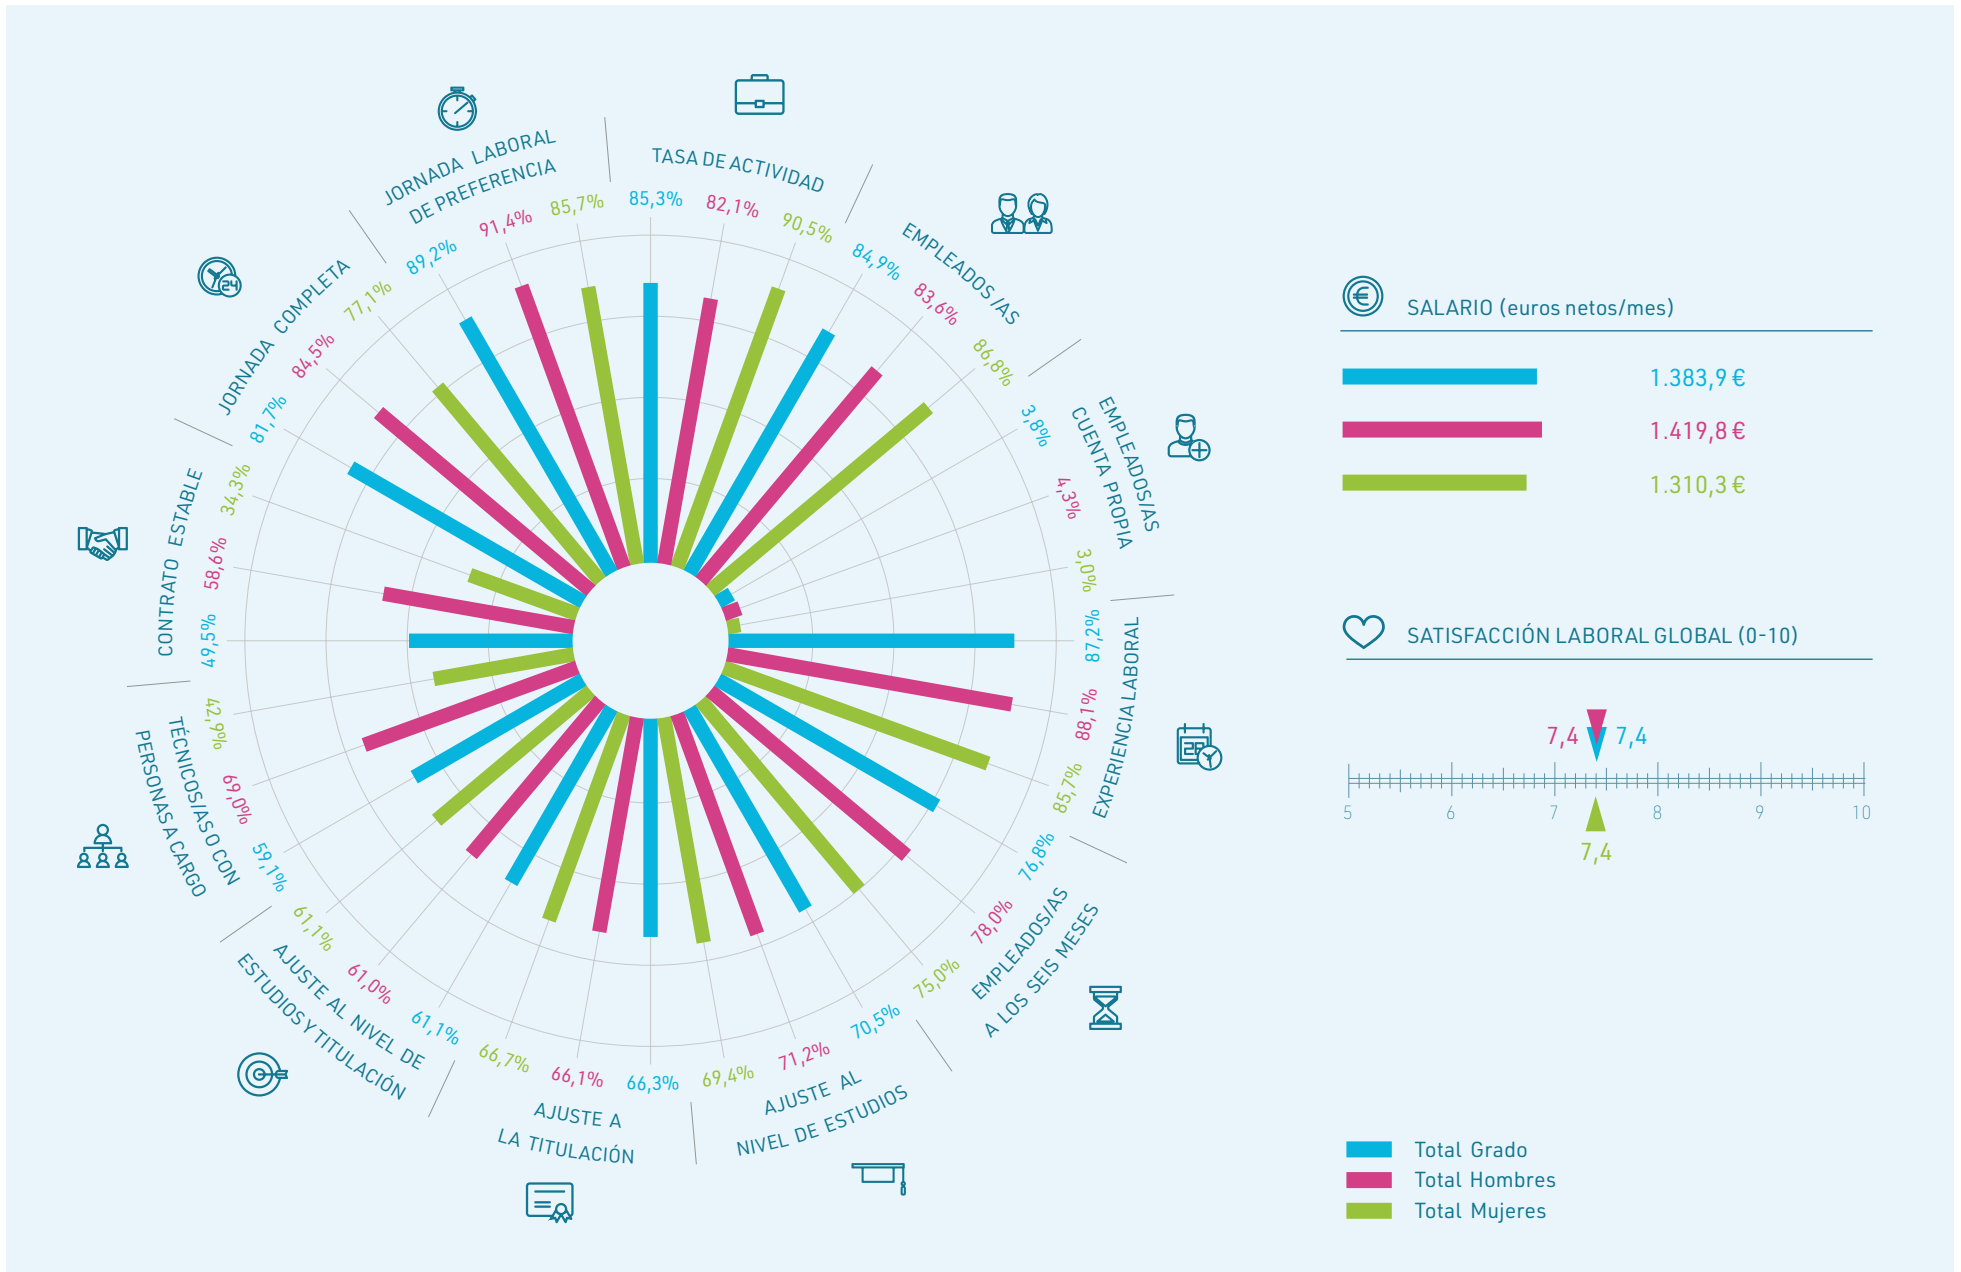 TASA DE ACTIVIDAD
85,3%
82,1%
90,5%
EMPLEADOS /AS
84,9%
83,6%
86,8%
EMPLEADOS/AS
CUENTA PROPIA
3,8%
4,3%
3,0%
EXPERIENCIA LABORAL
87,2%
88,1%
85,7%
EMPLEADOS/AS
A LOS SEIS MESES
76,8%
78,0%
75,0%
AJUSTE AL
NIVEL DE ESTUDIOS
70,5%
71,2%
69,4%
AJUSTE A
LA TITULACIÓN
66,3%
66,1%
66,7%
AJUSTE AL NIVEL DE
ESTUDIOS Y TITULACIÓN
61,1%
61,0%
61,1%
TÉCNICOS/AS O CON
PERSONAS A CARGO
59,1%
69,0%
42,9%
CONTRATO ESTABLE
49,5%
58,6%
34,3%
JORNADA COMPLETA
81,7%
84,5%
77,1%
JORNADA LABORAL
DE PREFERENCIA
89,2%
91,4%
85,7%
24
SALARIO (euros netos/mes)
1.383,9 €
1.419,8 €
1.310,3 €
SATISFACCIÓN LABORAL GLOBAL (0-10)
7,4 7,4
5 6 7 8 9 10
7,4
Total Grado
Total Hombres
Total Mujeres